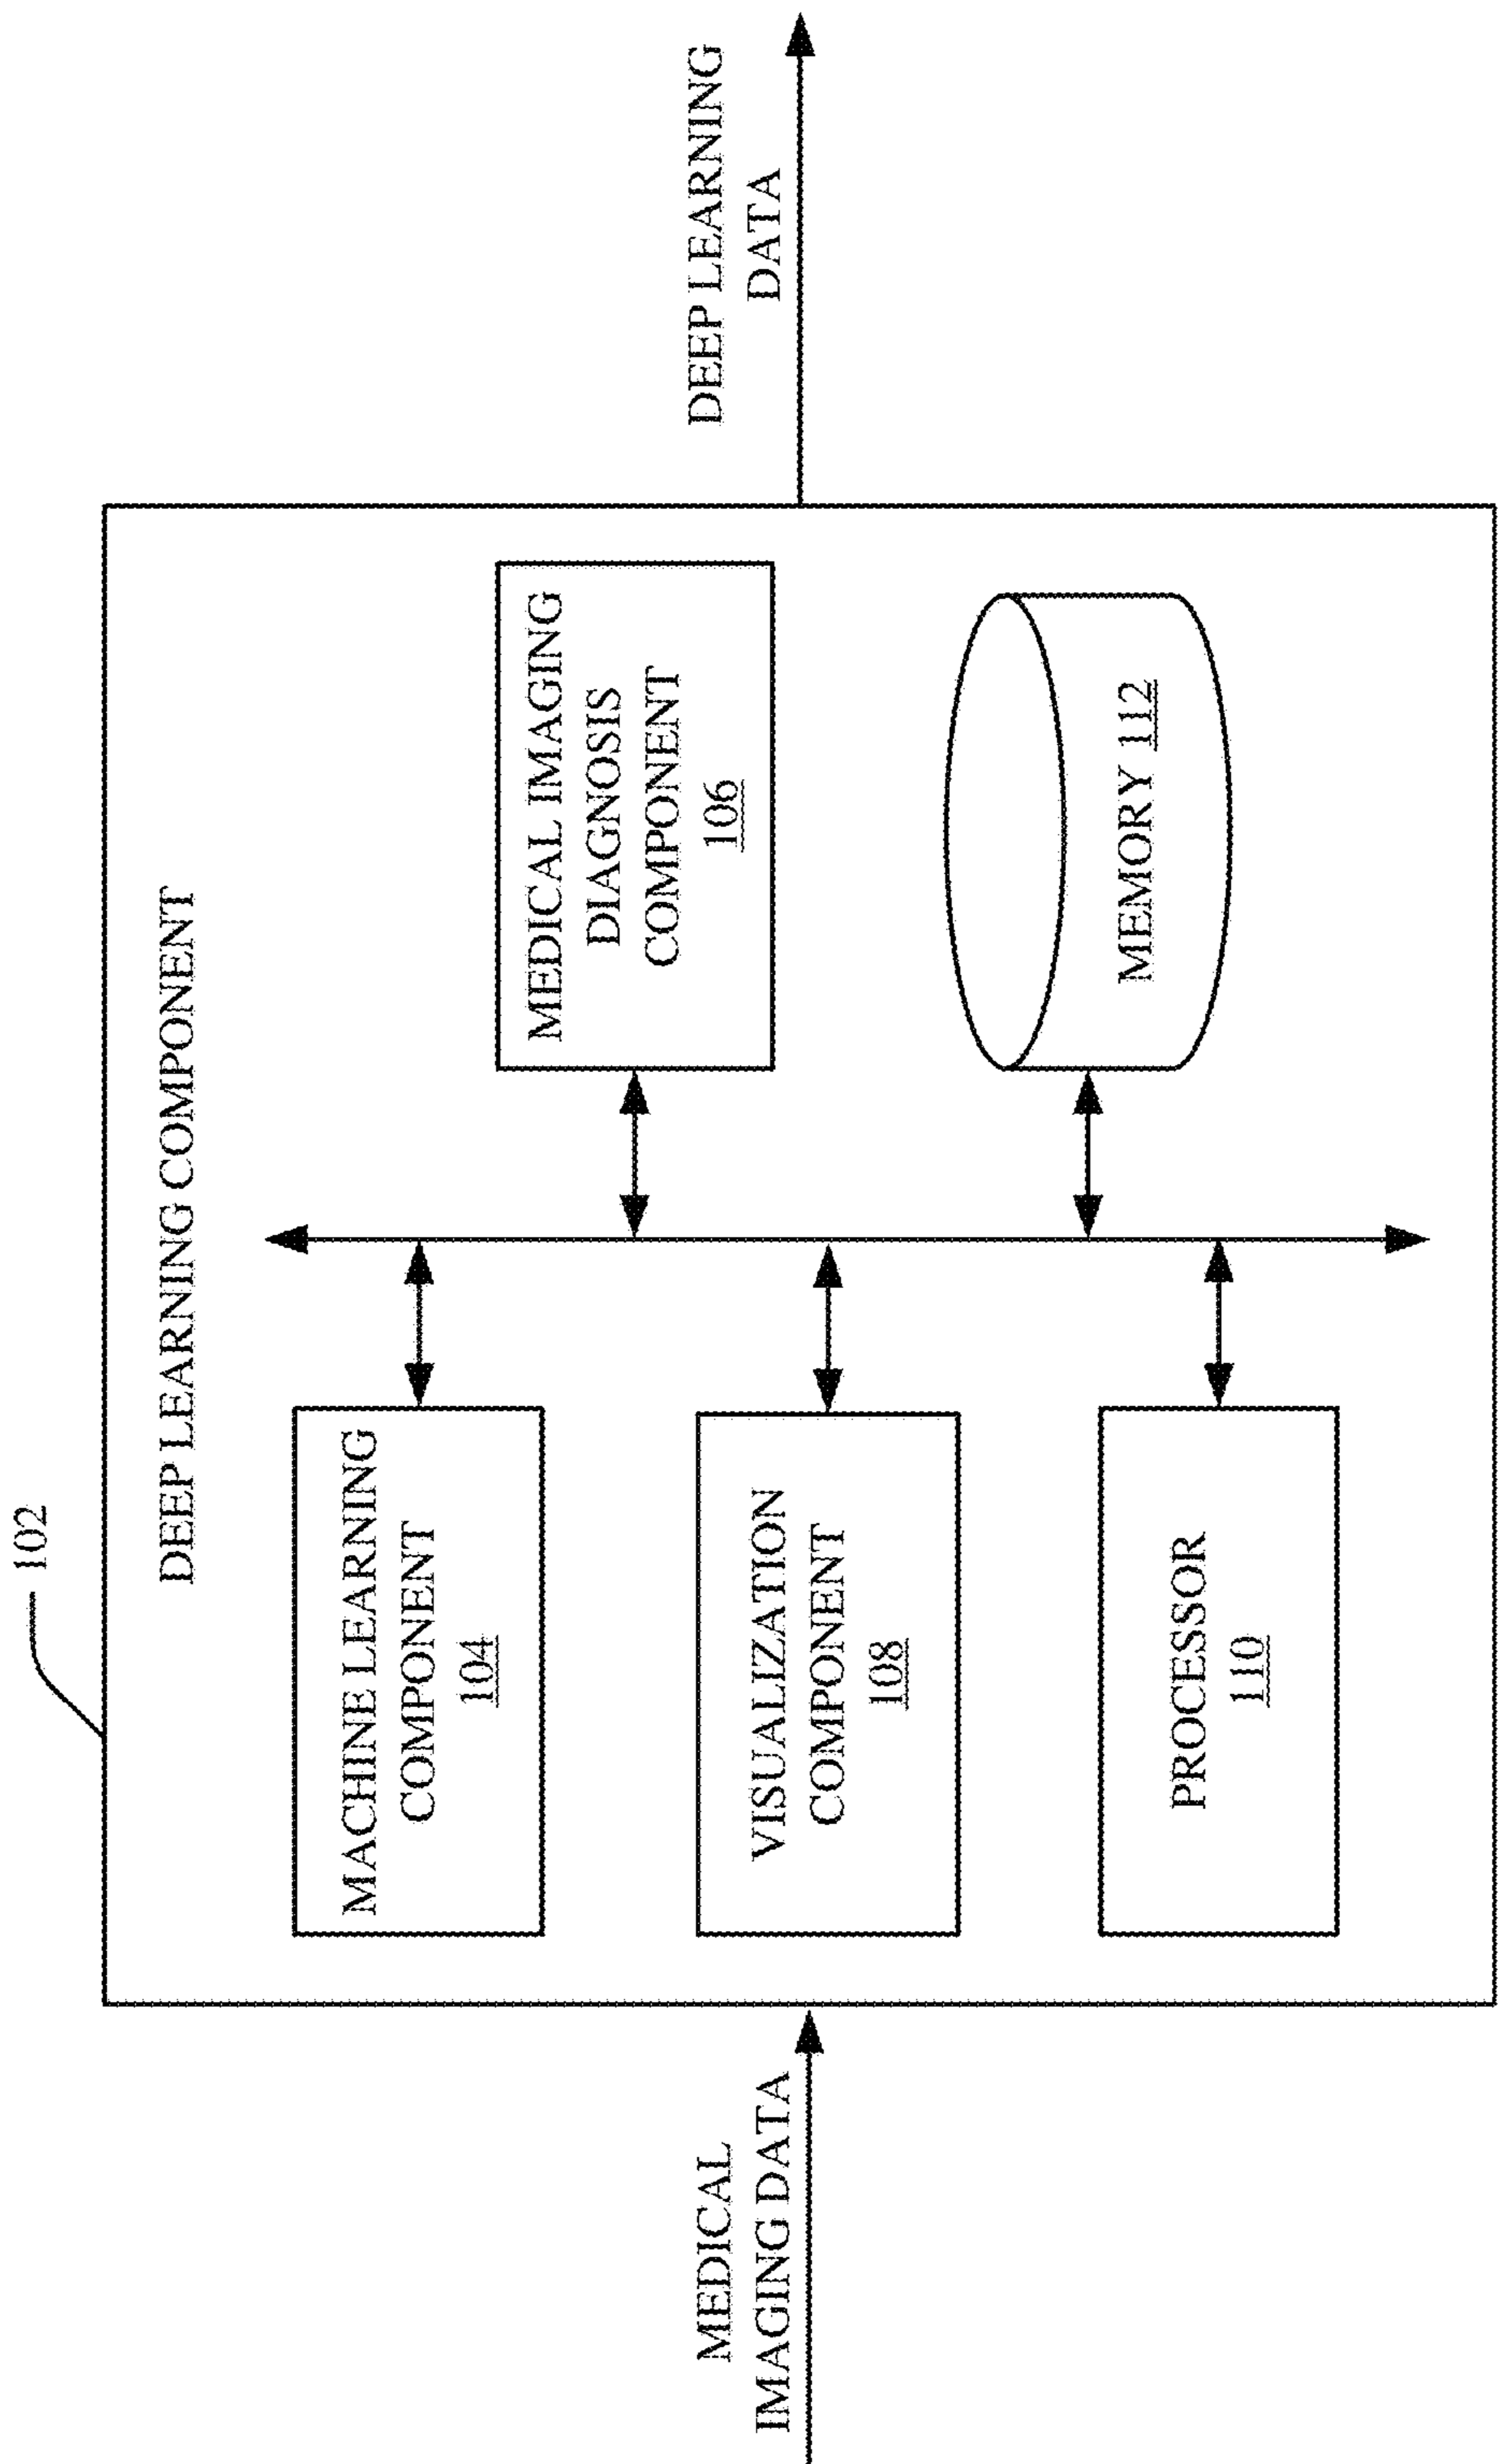 102
DEEP LEARNING COMPONENT
MACHINE LEARNING
COMPONENT
104
MEDICAL IMAGING
DIAGNOSIS
COMPONENT
106
MEDICAL
IMAGING DATA
VISUALIZATION
COMPONENT
108
DEEP LEARNING
DATA
PROCESSOR
110
MEMORY 112